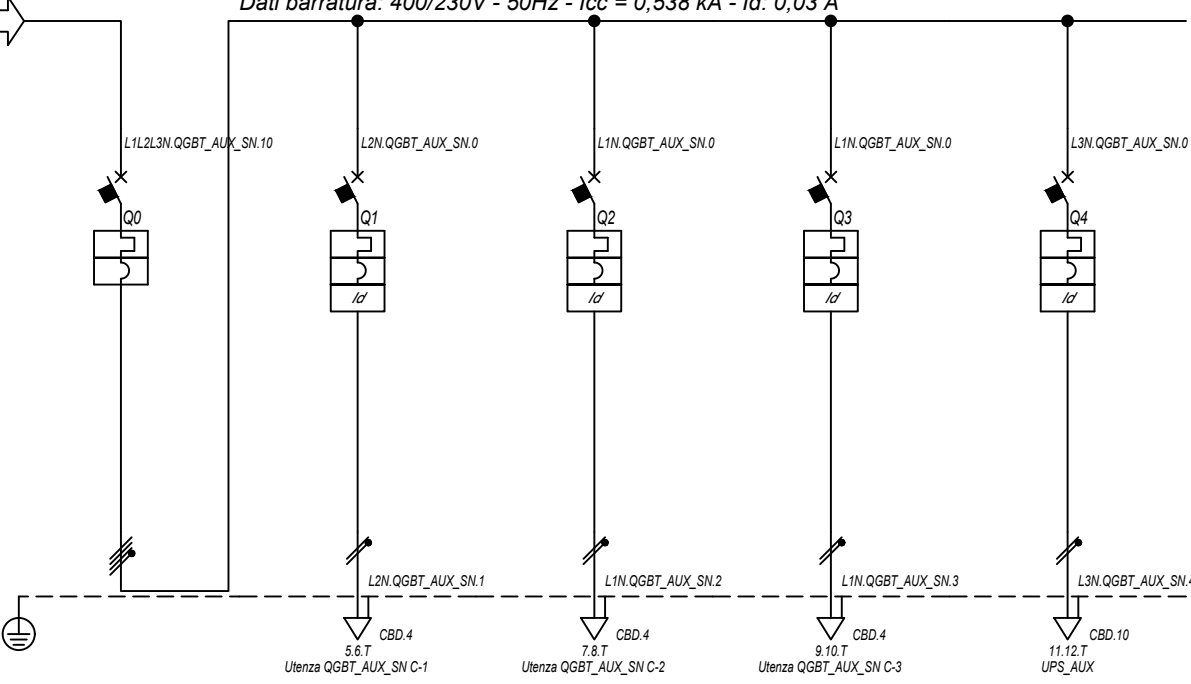 Dati barratura: 400/230V - 50Hz - Icc = 0,538 kA - Id: 0,03 A
L1L2L3N.QGBT_AUX_SN.10
L2N.QGBT_AUX_SN.0
L1N.QGBT_AUX_SN.0
L1N.QGBT_AUX_SN.0
L3N.QGBT_AUX_SN.0
Q0
Q1
Q2
Q3
Q4
Id
Id
Id
Id
L2N.QGBT_AUX_SN.1
L1N.QGBT_AUX_SN.2
L1N.QGBT_AUX_SN.3
L3N.QGBT_AUX_SN.4
CBD.4
CBD.4
CBD.4
CBD.10
5.6.T
7.8.T
9.10.T
11.12.T
Utenza QGBT_AUX_SN C-1
Utenza QGBT_AUX_SN C-2
Utenza QGBT_AUX_SN C-3
UPS_AUX